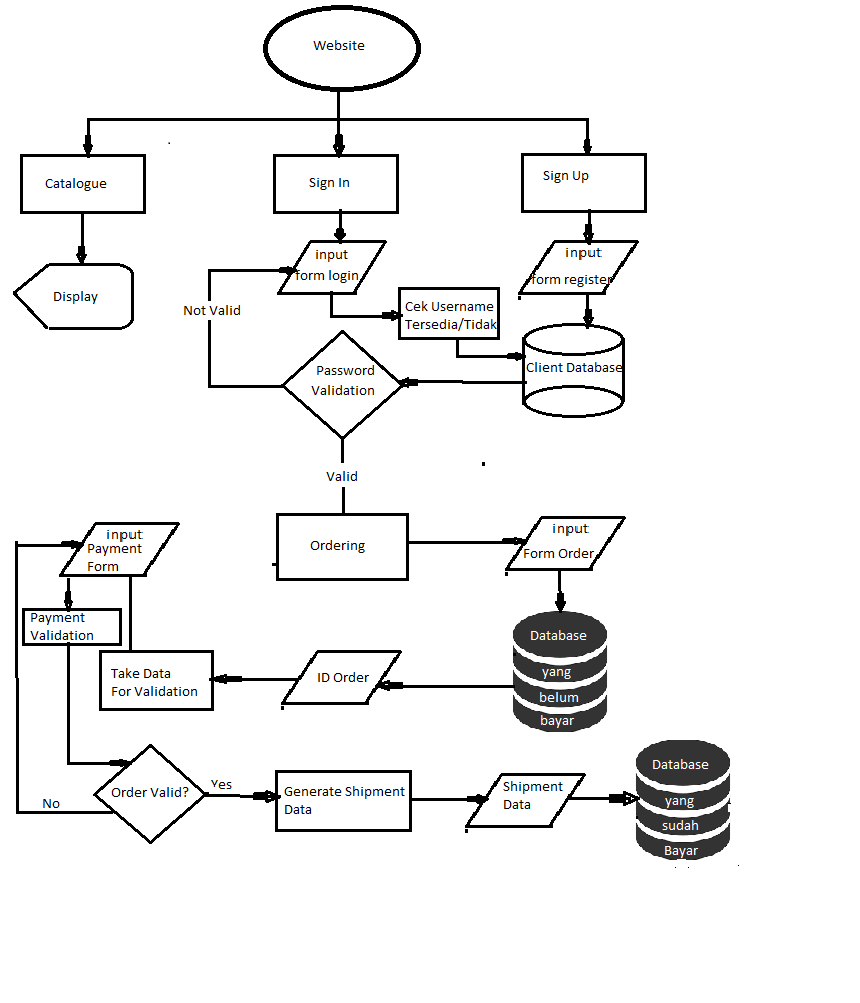 Website
Catalogue
Sign In
Sign Up
input
form login
input
form register
Display
Not Valid
Cek Username
Tersedia/Tidak
Client Database
Password
Validation
Valid
Ordering
input
Form Order
input
Payment
Form
Payment
Validation
Database
yang
belum
bayar
ID Order
Take Data
For Validation
Order Valid?
Yes
No
Generate Shipment
Data
Shipment
Data
Database
yang
sudah
Bayar